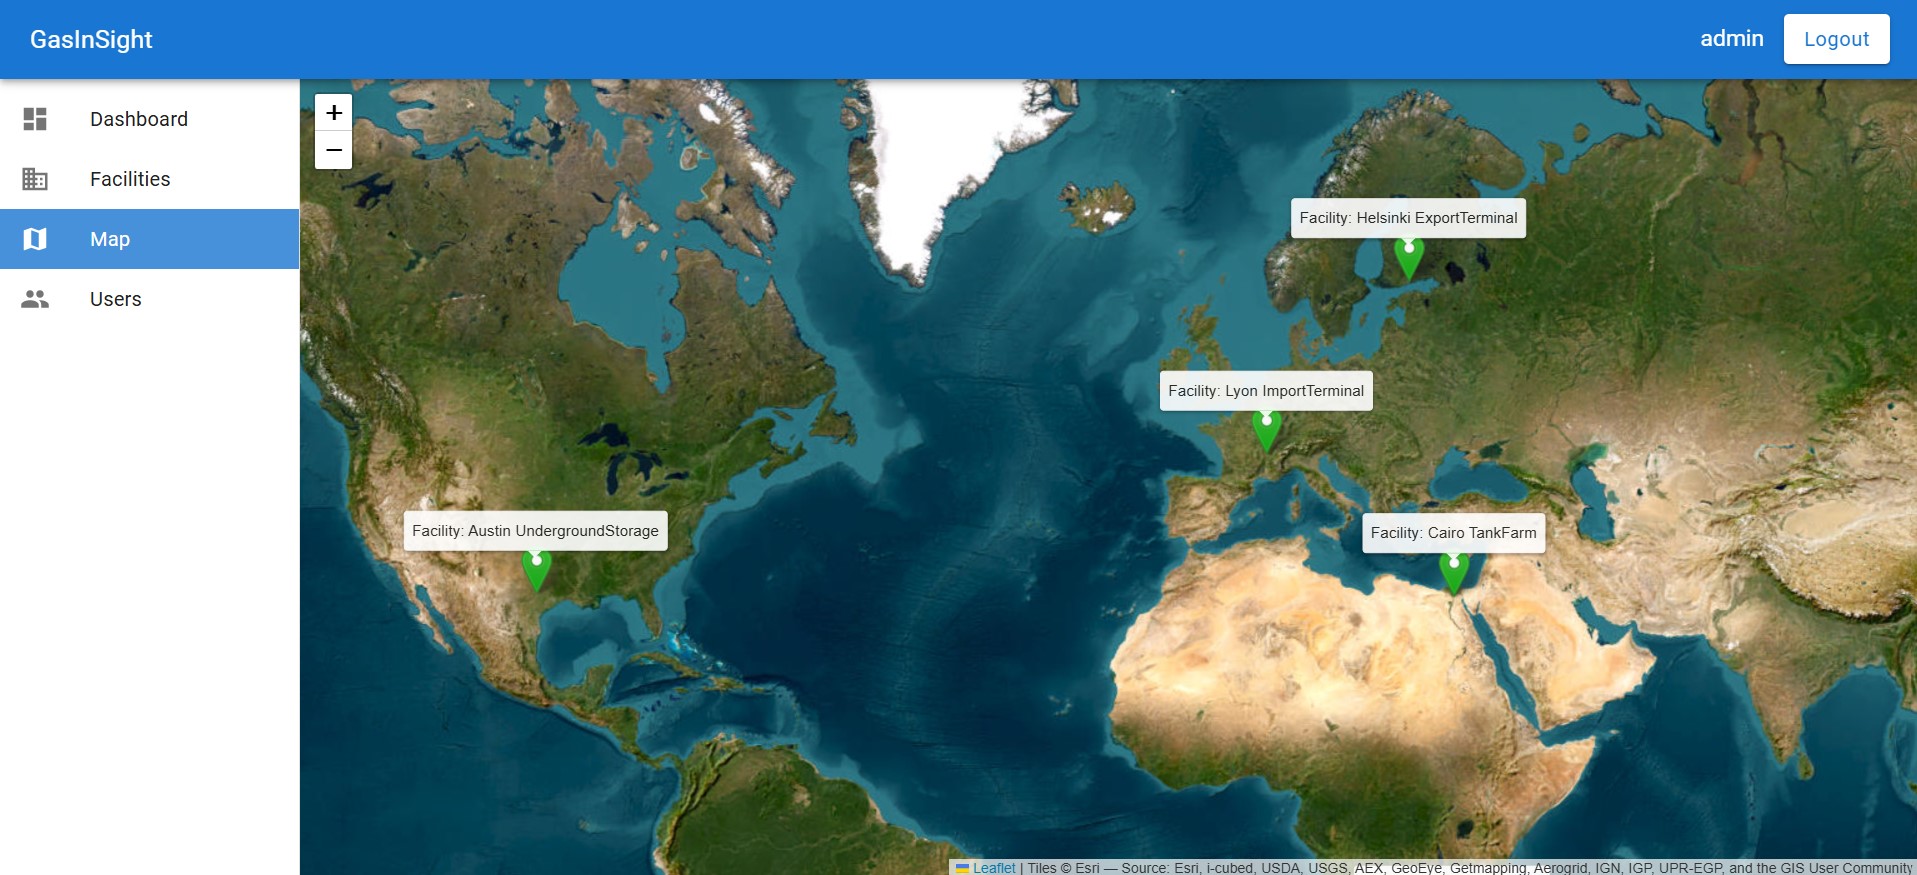 GasInSight
admin
Logout
Dashboard
Facilities
Map
Users
+
−
Facility: Helsinki ExportTerminal
Facility: Lyon ImportTerminal
Facility: Austin UndergroundStorage
Facility: Cairo TankFarm
Leaflet | Tiles © Esri — Source: Esri, i-cubed, USDA, USGS, AEX, GeoEye, Getmapping, Aerogrid, IGN, IGP, UPR-EGP, and the GIS User Community